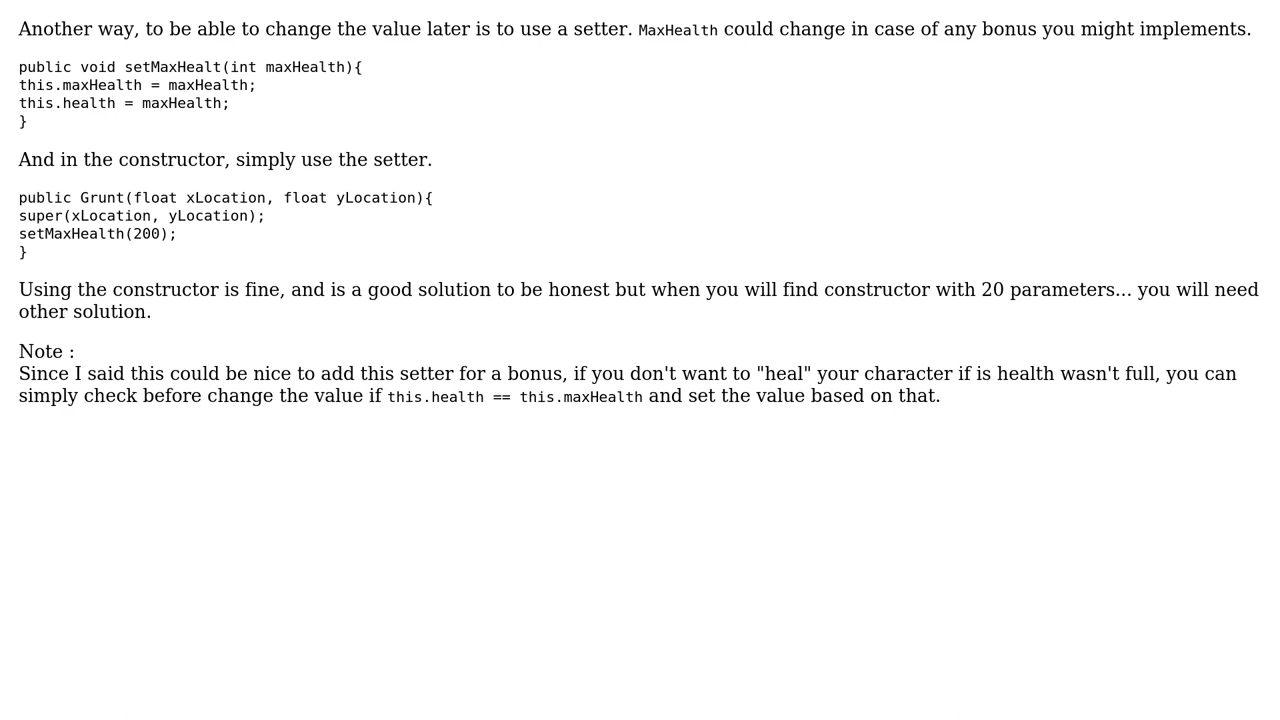 Another way, to be able to change the value later is to use a setter. MaxHealth could change in case of any bonus you might implements.
public void setMaxHealt(int maxHealth){
this.maxHealth = maxHealth;
this.health = maxHealth;
}
And in the constructor, simply use the setter.
public Grunt(float xLocation, float yLocation){
super(xLocation, yLocation);
setMaxHealth(200);
}
Using the constructor is fine, and is a good solution to be honest but when you will find constructor with 20 parameters... you will need
other solution.
Note :
Since I said this could be nice to add this setter for a bonus, if you don't want to "heal" your character if is health wasn't full, you can
simply check before change the value if this.health == this.maxHealth and set the value based on that.